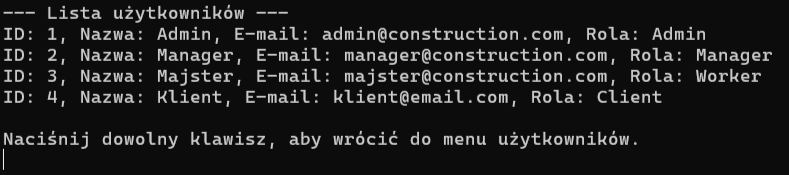 --- Lista użytkowników ---
ID: 1, Nazwa: Admin, E-mail: admin@construction.com, Rola: Admin
ID: 2, Nazwa: Manager, E-mail: manager@construction.com, Rola: Manager
ID: 3, Nazwa: Majster, E-mail: majster@construction.com, Rola: Worker
ID: 4, Nazwa: Klient, E-mail: klient@email.com, Rola: Client
Naciśnij dowolny klawisz, aby wrócić do menu użytkowników.